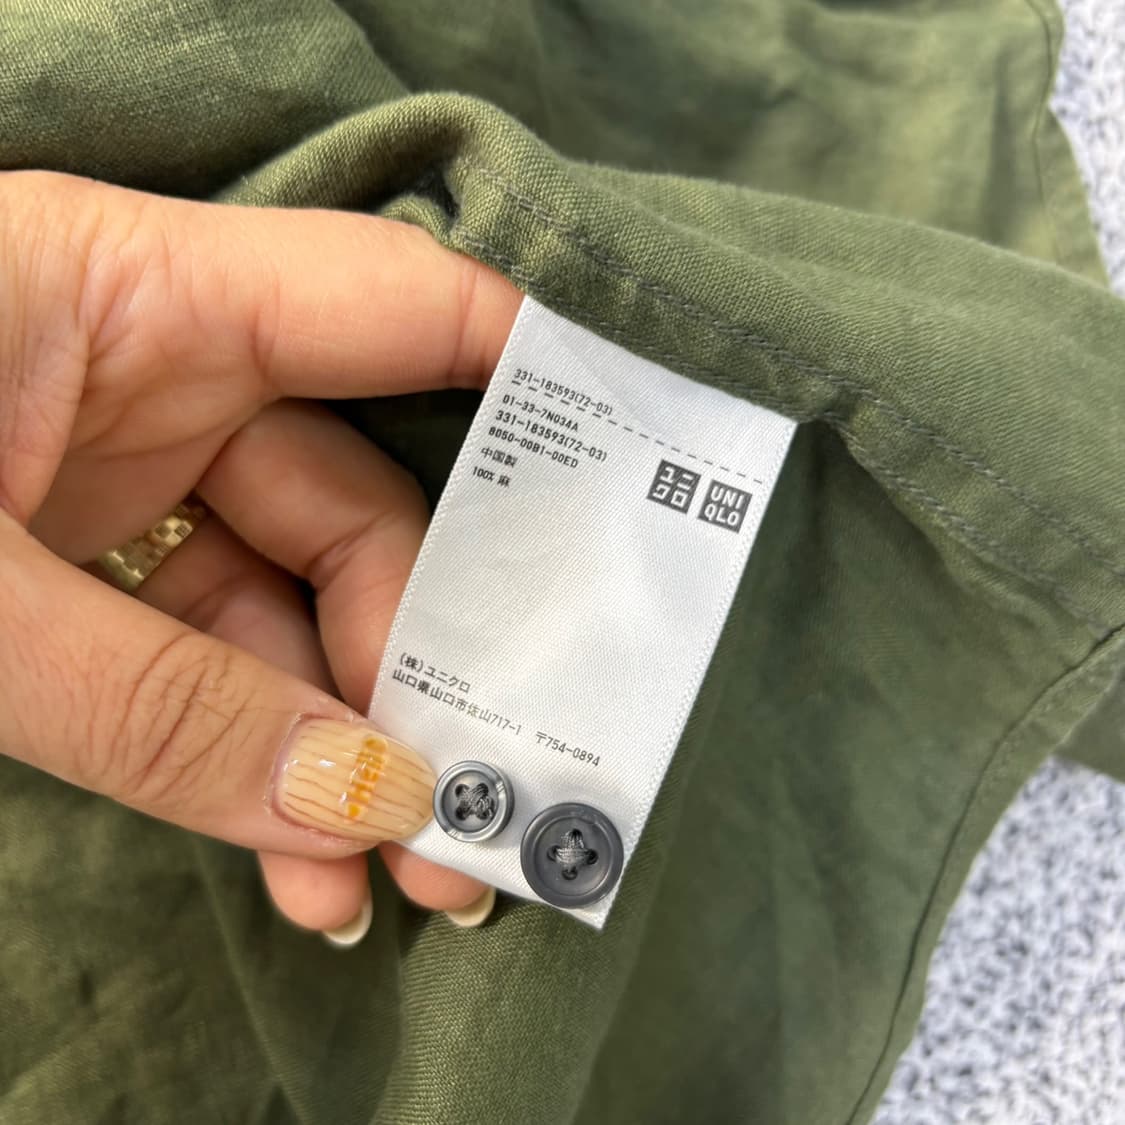 331-183593(72-03)
01-33-7N034A
331-183593(72-03)
8050-00B1-00ED
中国製
100% 麻
ユニ
クロ
UNI
QLO
(株)ユニクロ
山口県山口市佐山717-1 〒754-0894